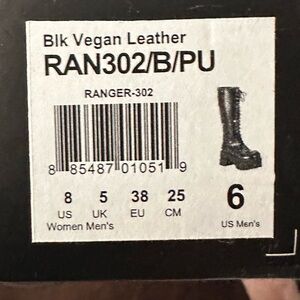 Blk Vegan Leather
RAN302/B/PU
RANGER-302
8 85487 01051 9
8 5 38 25 6
US UK EU CM US Men's
Women Men's